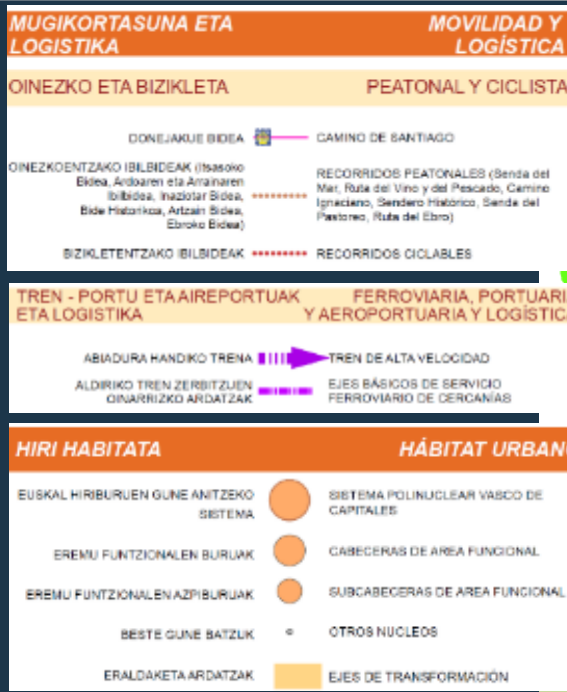 MUGIKORTASUNA ETA
LOGISTIKA
MOVILIDAD Y
LOGÍSTICA
OINEZKO ETA BIZIKLETA
PEATONAL Y CICLISTA
DONEJAKUE BIDEA
CAMINO DE SANTIAGO
OINEZKOENTZAKO IBILBIDEAK (Itsasoko
Bidea, Ardoaren eta Arrainaren
Ibilbidea, Inaziotar Bidea,
Bide Historikoa, Artzain Bidea,
Ebroko Bidea)
RECORRIDOS PEATONALES (Senda del
Mar, Ruta del Vino y del Pescado, Camino
Ignaciano, Sendero Histórico, Senda del
Pastoreo, Ruta del Ebro)
BIZIKLETENTZAKO IBILBIDEAK
RECORRIDOS CICLABLES
TREN - PORTU ETA AIREPORTUAK
ETA LOGISTIKA
FERROVIARIA, PORTUARI
Y AEROPORTUARIA Y LOGÍSTIC
ABIADURA HANDIKO TRENA
TREN DE ALTA VELOCIDAD
ALDIRIKO TREN ZERBITZUEN
OINARRIZKO ARDATZAK
EJES BÁSICOS DE SERVICIO
FERROVIARIO DE CERCANÍAS
HIRI HABITATA
HÁBITAT URBAN
EUSKAL HIRIBURUEN GUNE ANITZEKO
SISTEMA
SISTEMA POLINUCLEAR VASCO DE
CAPITALES
EREMU FUNTZIONALEN BURUAK
CABECERAS DE AREA FUNCIONAL
EREMU FUNTZIONALEN AZPIBURUAK
SUBCABECERAS DE AREA FUNCIONAL
BESTE GUNE BATZUK
OTROS NUCLEOS
ERALDAKETA ARDATZAK
EJES DE TRANSFORMACIÓN